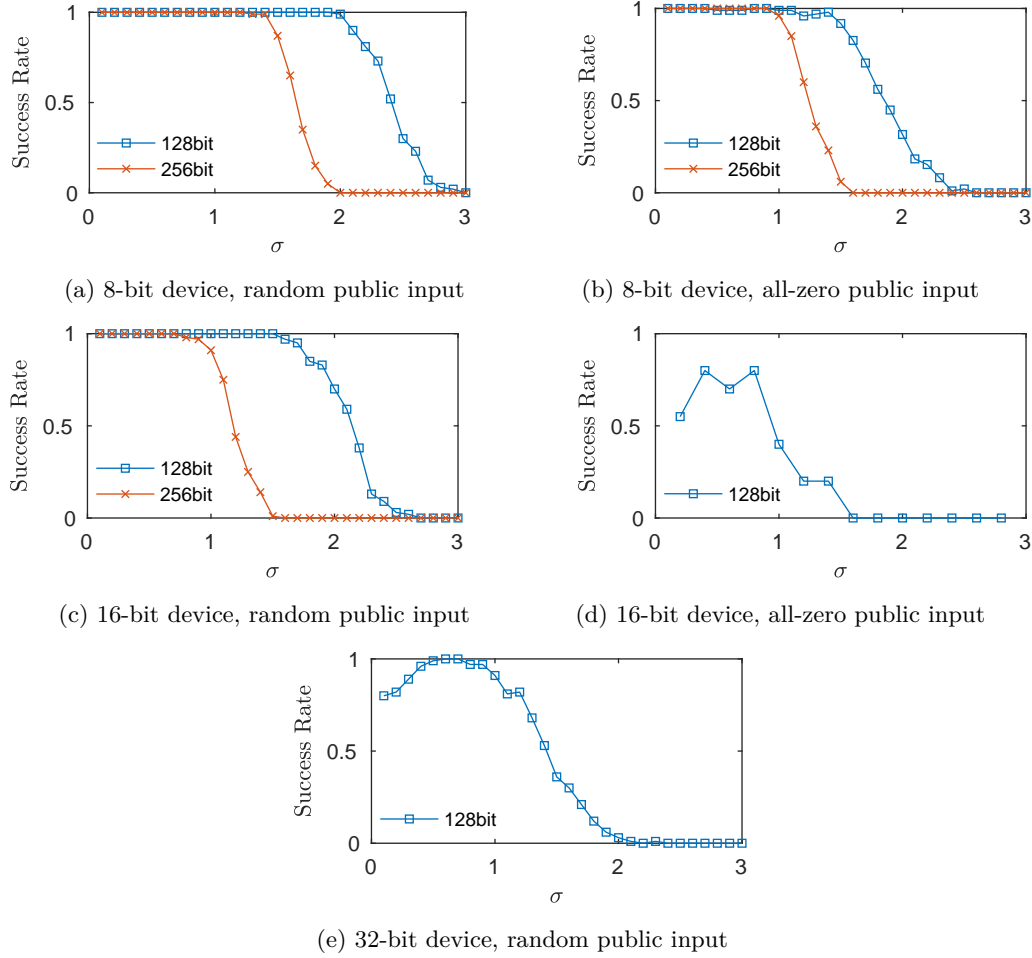 1
0.5
0
Success Rate
128bit
256bit
0 1 2 3
σ
(a) 8-bit device, random public input
1
0.5
0
Success Rate
128bit
256bit
0 1 2 3
σ
(b) 8-bit device, all-zero public input
1
0.5
0
Success Rate
128bit
256bit
0 1 2 3
σ
(c) 16-bit device, random public input
1
0.5
0
Success Rate
128bit
0 1 2 3
σ
(d) 16-bit device, all-zero public input
1
0.5
0
Success Rate
128bit
0 1 2 3
σ
(e) 32-bit device, random public input